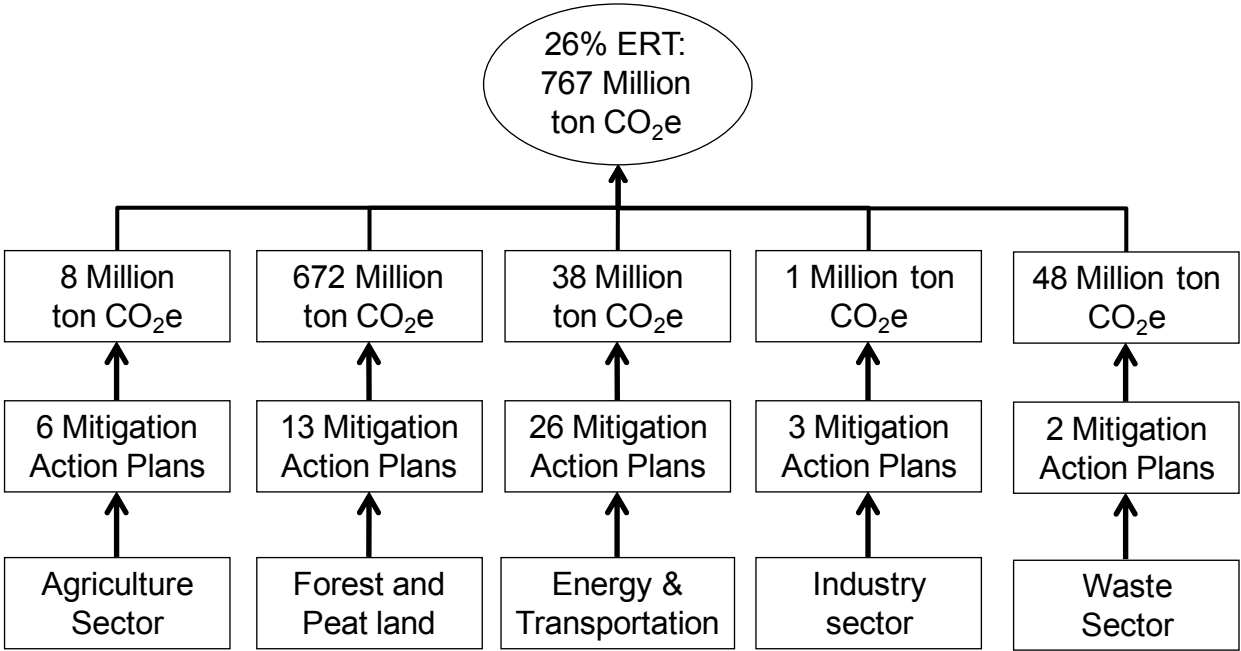 26% ERT:
767 Million
ton CO₂e
8 Million
ton CO₂e
672 Million
ton CO₂e
38 Million
ton CO₂e
1 Million ton
CO₂e
48 Million ton
CO₂e
6 Mitigation
Action Plans
13 Mitigation
Action Plans
26 Mitigation
Action Plans
3 Mitigation
Action Plans
2 Mitigation
Action Plans
Agriculture
Sector
Forest and
Peat land
Energy &
Transportation
Industry
sector
Waste
Sector